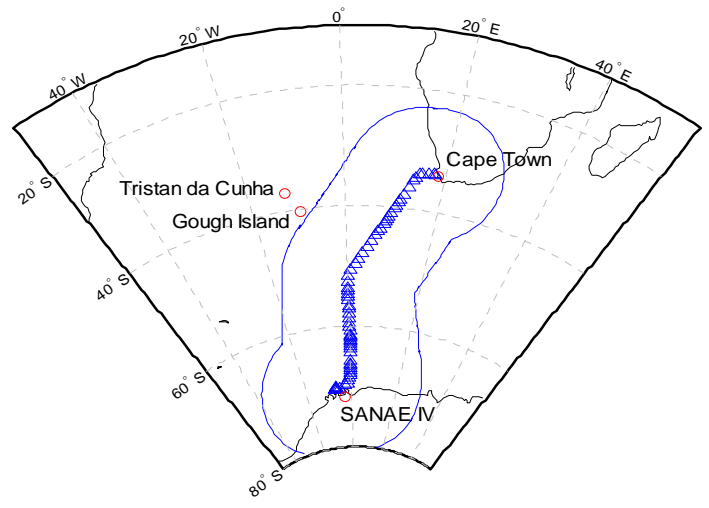 0°
20° W
20° E
40° W
40° E
Cape Town
20° S
Tristan da Cunha
Gough Island
40° S
60° S
SANAE IV
80° S